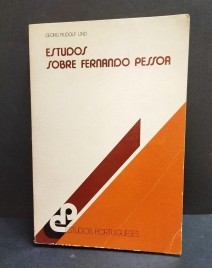 GEORG RUDOLF LIND
ESTUDOS
SOBRE FERNANDO PESSOA
ESTUDOS PORTUGUESES